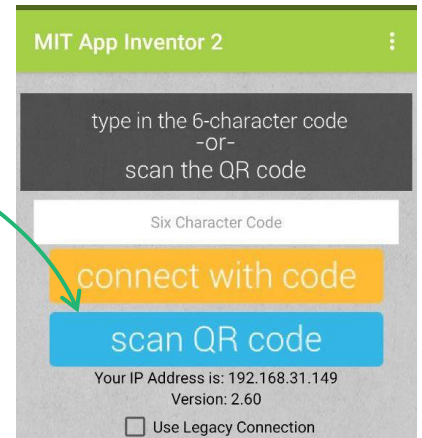 MIT App Inventor 2
type in the 6-character code
-or-
scan the QR code
Six Character Code
connect with code
scan QR code
Your IP Address is: 192.168.31.149
Version: 2.60
Use Legacy Connection